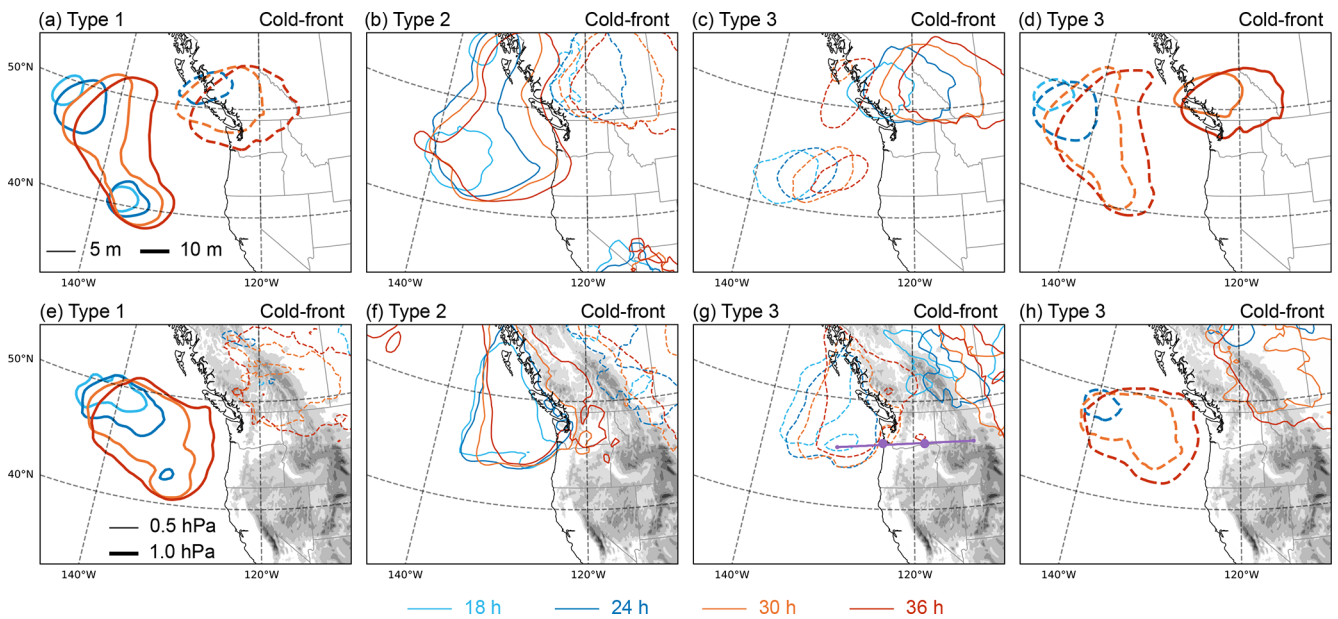 (a) Type 1 Cold-front (b) Type 2 Cold-front (c) Type 3 Cold-front (d) Type 3 Cold-front
50°N
40°N
5 m 10 m
140°W 120°W 140°W 120°W 140°W 120°W 140°W 120°W
(e) Type 1 Cold-front (f) Type 2 Cold-front (g) Type 3 Cold-front (h) Type 3 Cold-front
50°N
40°N
0.5 hPa
1.0 hPa
140°W 120°W 140°W 120°W 140°W 120°W 140°W 120°W
18 h 24 h 30 h 36 h